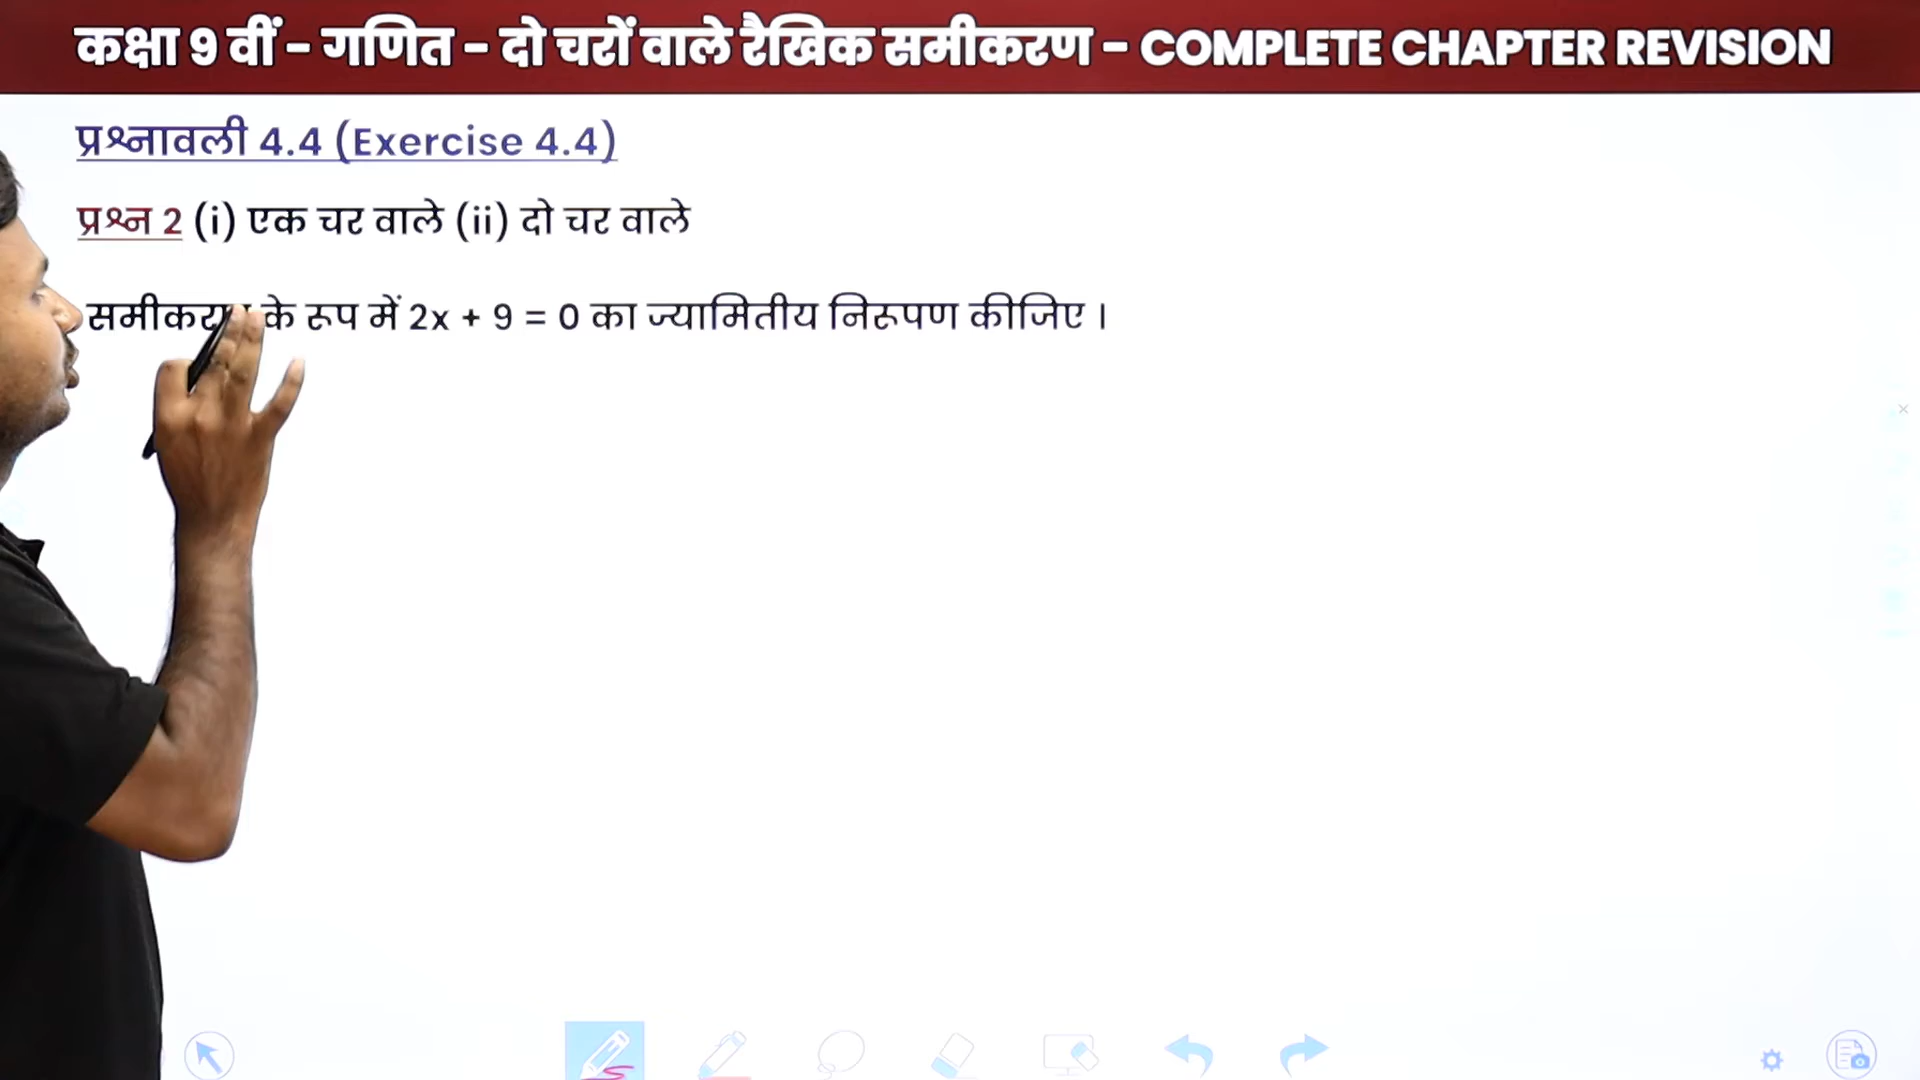 कक्षा 9 वीं – गणित – दो चरों वाले रैखिक समीकरण – COMPLETE CHAPTER REVISION
प्रश्नावली 4.4 (Exercise 4.4)
प्रश्न 2 (i) एक चर वाले (ii) दो चर वाले
के रूप में 2x + 9 = 0 का ज्यामितीय निरूपण कीजिए ।